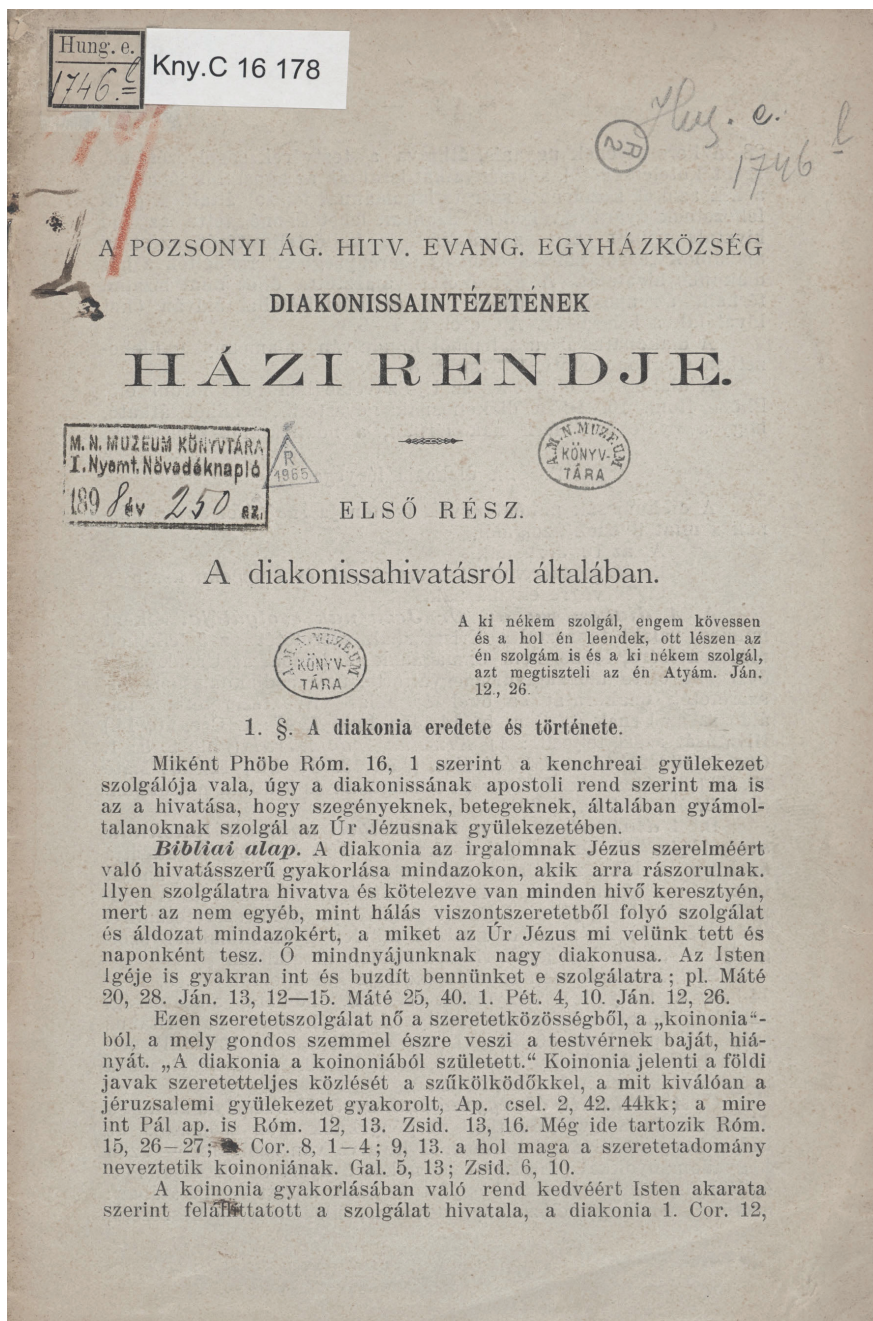 Hung. e.
1746. l
Kny.C 16 178
Hung. e.
1746 l
R
2
A POZSONYI ÁG. HITV. EVANG. EGYHÁZKÖZSÉG
DIAKONISSAINTÉZETÉNEK
HÁZI RENDJE.
M. N. MUZEUM KÖNYVTÁRA
I. Nyomt. Növedéknapló
1898 év 250 sz.
R
1965
A M. N. MUZEUM
KÖNYV-
TÁRA
ELSŐ RÉSZ.
A diakonissahivatásról általában.
A ki nékem szolgál, engem kövessen
és a hol én leendek, ott lészen az
én szolgám is és a ki nékem szolgál,
azt megtiszteli az én Atyám. Ján.
12., 26.
A M. N. MUZEUM
KÖNYV-
TÁRA
1. §. A diakonia eredete és története.
Miként Phöbe Róm. 16, 1 szerint a kenchreai gyülekezet
szolgálója vala, úgy a diakonissának apostoli rend szerint ma is
az a hivatása, hogy szegényeknek, betegeknek, általában gyámol-
talanoknak szolgál az Úr Jézusnak gyülekezetében.
Bibliai alap. A diakonia az irgalomnak Jézus szerelméért
való hivatásszerű gyakorlása mindazokon, akik arra rászorulnak.
Ilyen szolgálatra hivatva és kötelezve van minden hivő keresztyén,
mert az nem egyéb, mint hálás viszontszeretetből folyó szolgálat
és áldozat mindazokért, a miket az Úr Jézus mi velünk tett és
naponként tesz. Ő mindnyájunknak nagy diakonusa. Az Isten
Igéje is gyakran int és buzdít bennünket e szolgálatra; pl. Máté
20, 28. Ján. 13, 12—15. Máté 25, 40. 1. Pét. 4, 10. Ján. 12, 26.
Ezen szeretetszolgálat nő a szeretetközösségből, a „koinonia“-
ból, a mely gondos szemmel észre veszi a testvérnek baját, hiá-
nyát. „A diakonia a koinoniából született.“ Koinonia jelenti a földi
javak szeretetteljes közlését a szűkölködőkkel, a mit kiválóan a
jéruzsalemi gyülekezet gyakorolt, Ap. csel. 2, 42. 44kk; a mire
int Pál ap. is Róm. 12, 13. Zsid. 13, 16. Még ide tartozik Róm.
15, 26—27; Cor. 8, 1—4; 9, 13. a hol maga a szeretetadomány
neveztetik koinoniának. Gal. 5, 13; Zsid. 6, 10.
A koinonia gyakorlásában való rend kedvéért Isten akarata
szerint felállíttatott a szolgálat hivatala, a diakonia 1. Cor. 12,